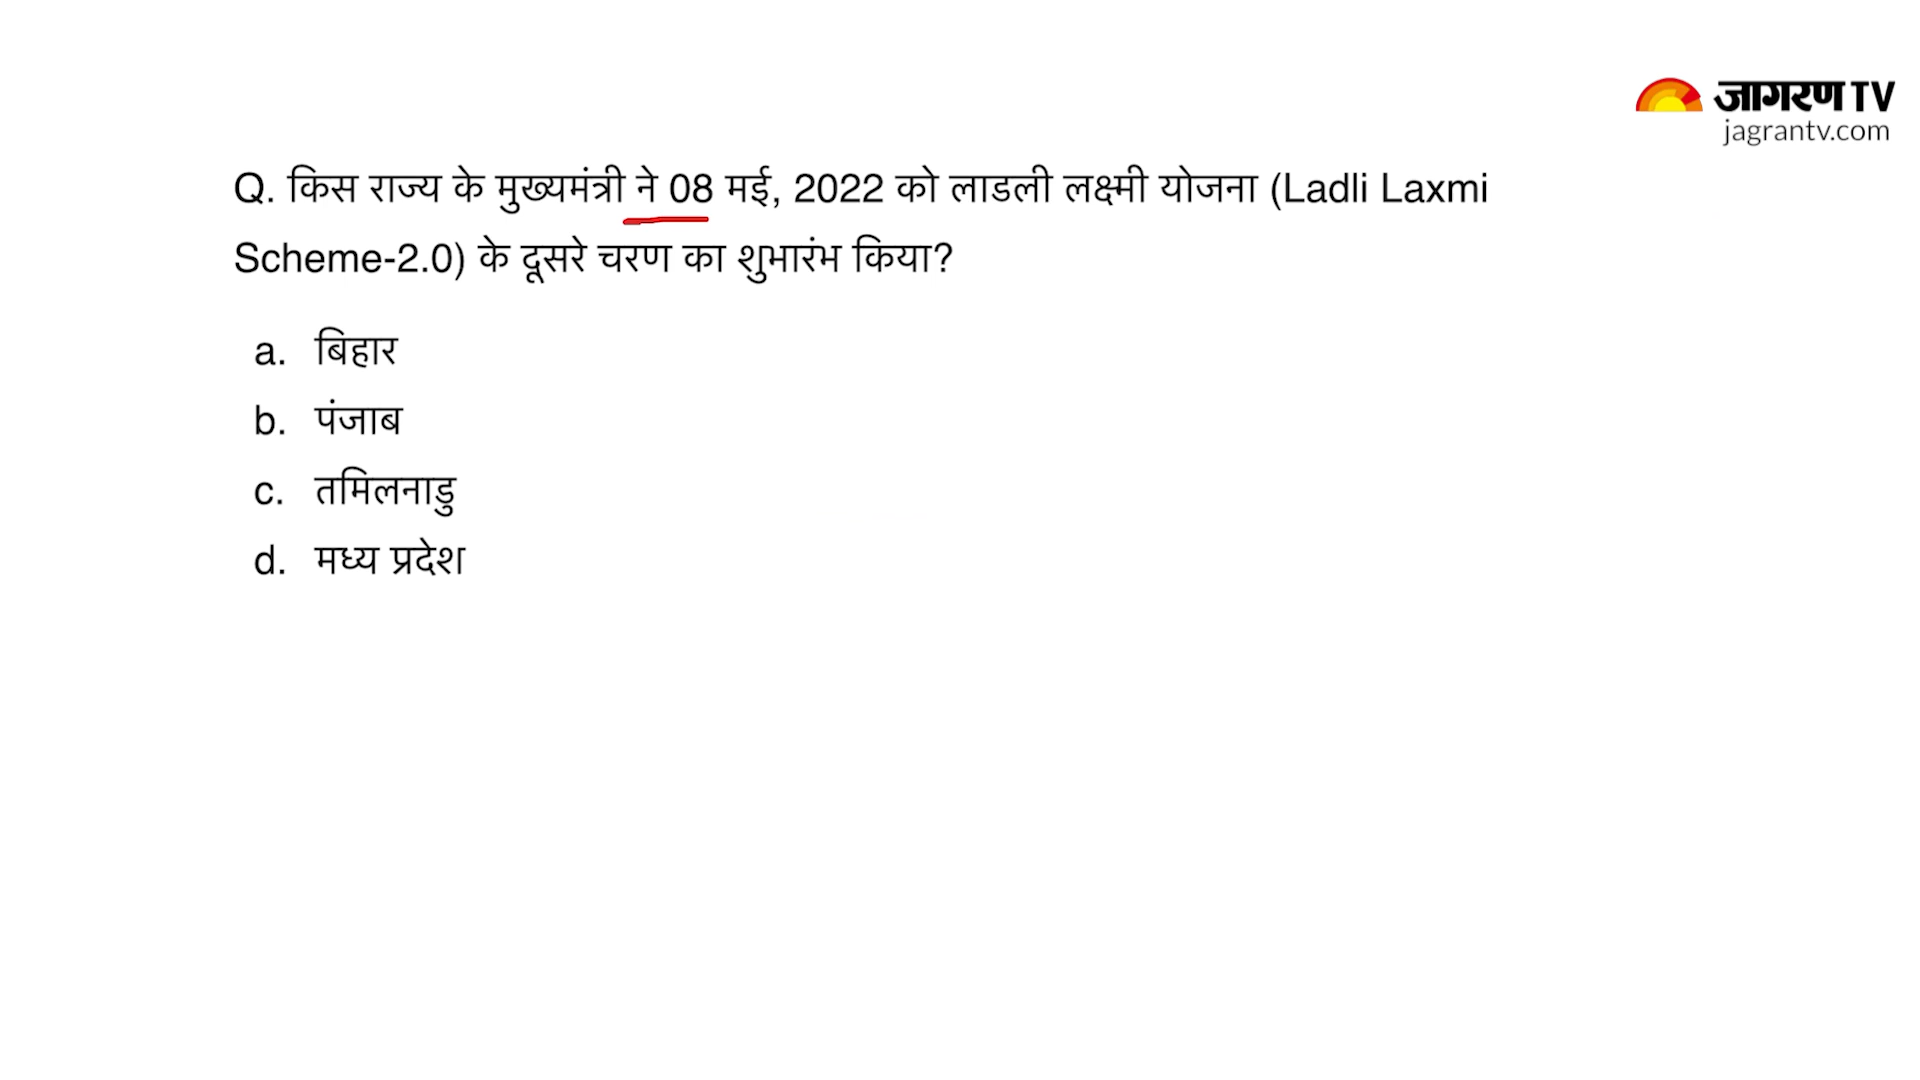 जागरण TV
jagrantv.com
Q. किस राज्य के मुख्यमंत्री ने 08 मई, 2022 को लाडली लक्ष्मी योजना (Ladli Laxmi
Scheme-2.0) के दूसरे चरण का शुभारंभ किया?
a. बिहार
b. पंजाब
c. तमिलनाडु
d. मध्य प्रदेश